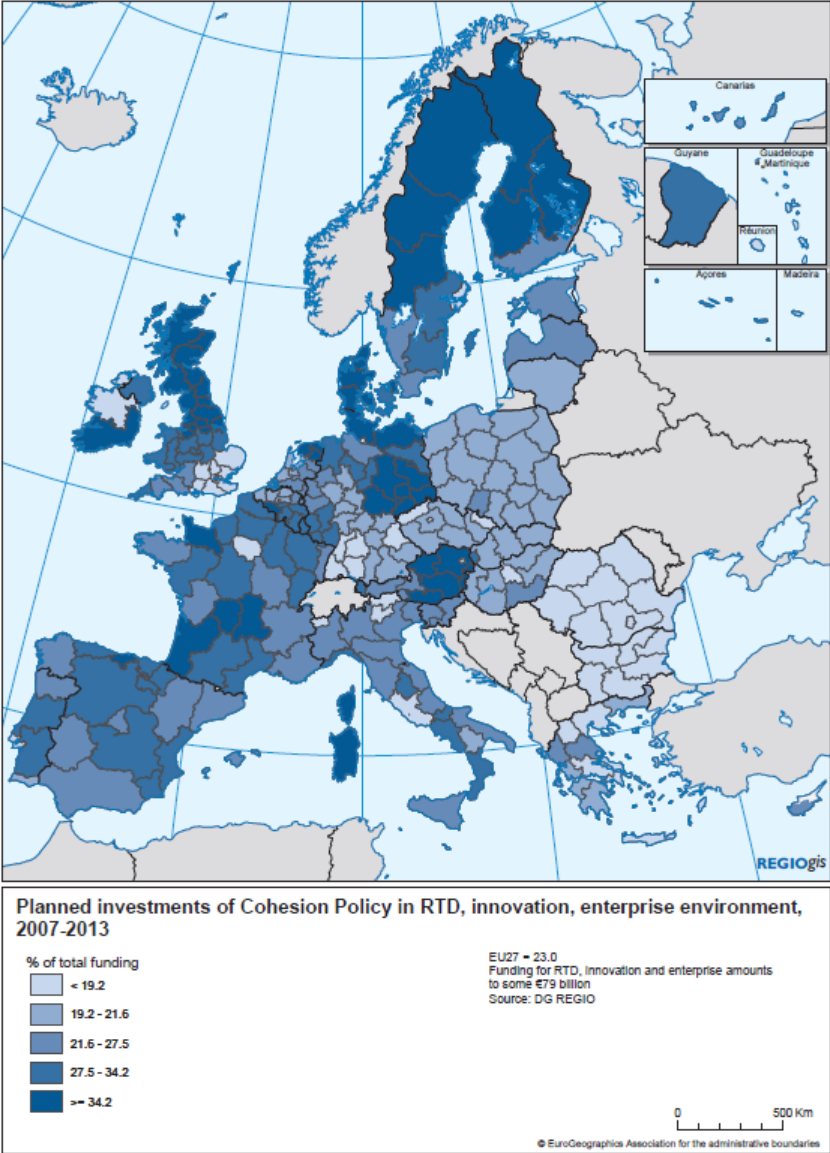 Canarias
Guyane
Guadeloupe
Martinique
Réunion
Açores
Madeira
REGIOgis
Planned investments of Cohesion Policy in RTD, innovation, enterprise environment,
2007-2013
% of total funding
< 19.2
19.2 - 21.6
21.6 - 27.5
27.5 - 34.2
>= 34.2
EU27 = 23.0
Funding for RTD, innovation and enterprise amounts
to some €79 billion
Source: DG REGIO
0 500 Km
© EuroGeographics Association for the administrative boundaries